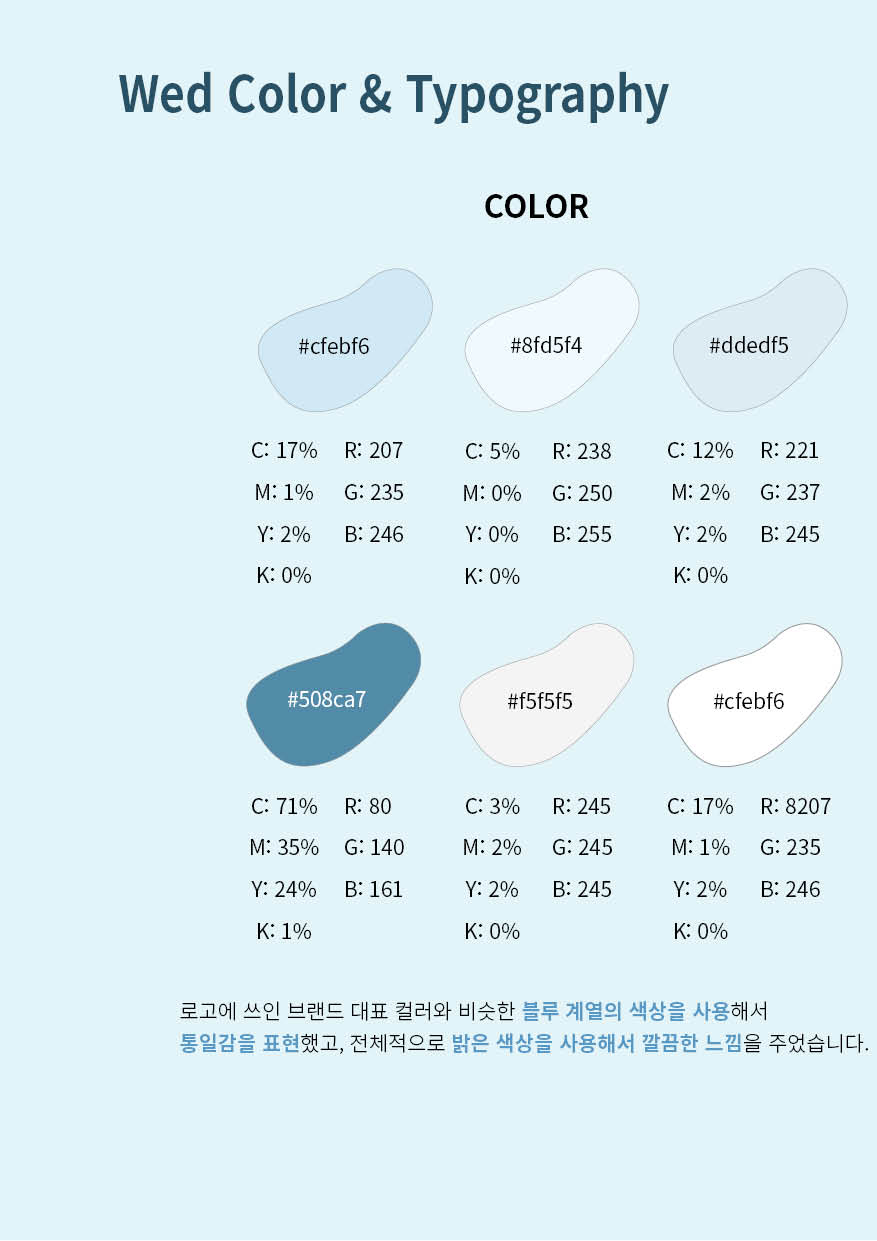 Wed Color & Typography
COLOR
#cfebf6 #8fd5f4 #ddedf5
C: 17% R: 207 C: 5% R: 238 C: 12% R: 221
M: 1% G: 235 M: 0% G: 250 M: 2% G: 237
Y: 2% B: 246 Y: 0% B: 255 Y: 2% B: 245
K: 0% K: 0% K: 0%
#508ca7 #f5f5f5 #cfebf6
C: 71% R: 80 C: 3% R: 245 C: 17% R: 8207
M: 35% G: 140 M: 2% G: 245 M: 1% G: 235
Y: 24% B: 161 Y: 2% B: 245 Y: 2% B: 246
K: 1% K: 0% K: 0%
로고에 쓰인 브랜드 대표 컬러와 비슷한 블루 계열의 색상을 사용해서
통일감을 표현했고, 전체적으로 밝은 색상을 사용해서 깔끔한 느낌을 주었습니다.